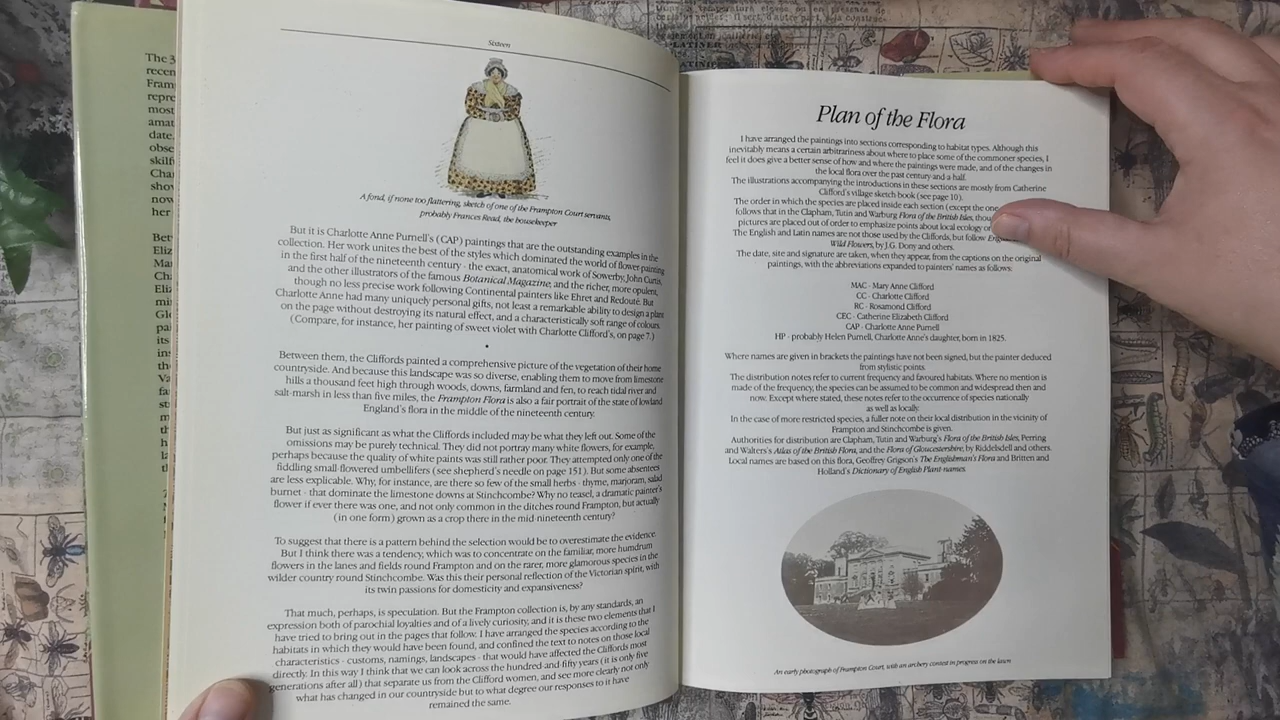 The 3
recen
Fram
repre
most
amat
date.
obse
skilf
Cha
sho
now
her
Bet
Eliz
Ma
Ch
Eliz
mi
Glo
pa
its
in
th
Va
fa
st
m
th
h
la
th
Sixteen
A fond, if none too flattering, sketch of one of the Frampton Court servants,
probably Frances Read, the housekeeper
But it is Charlotte Anne Purnell's (CAP) paintings that are the outstanding examples in the
collection. Her work unites the best of the styles which dominated the world of flower painting
in the first half of the nineteenth century - the exact, anatomical work of Sowerby, John Curtis,
and the other illustrators of the famous Botanical Magazine, and the richer, more opulent,
though no less precise work following Continental painters like Ehret and Redouté. But
Charlotte Anne had many uniquely personal gifts, not least a remarkable ability to design a plant
on the page without destroying its natural effect, and a characteristically soft range of colours.
(Compare, for instance, her painting of sweet violet with Charlotte Clifford's, on page 7.)
•
Between them, the Cliffords painted a comprehensive picture of the vegetation of their home
countryside. And because this landscape was so diverse, enabling them to move from limestone
hills a thousand feet high through woods, downs, farmland and fen, to reach tidal river and
salt-marsh in less than five miles, the Frampton Flora is also a fair portrait of the state of lowland
England's flora in the middle of the nineteenth century.
But just as significant as what the Cliffords included may be what they left out. Some of the
omissions may be purely technical. They did not portray many white flowers, for example,
perhaps because the quality of white paints was still rather poor. They attempted only one of the
fiddling small-flowered umbellifers (see shepherd's needle on page 151). But some absentees
are less explicable. Why, for instance, are there so few of the small herbs - thyme, marjoram, salad
burnet - that dominate the limestone downs at Stinchcombe? Why no teasel, a dramatic painter's
flower if ever there was one, and not only common in the ditches round Frampton, but actually
(in one form) grown as a crop there in the mid-nineteenth century?
To suggest that there is a pattern behind the selection would be to overestimate the evidence.
But I think there was a tendency, which was to concentrate on the familiar, more humdrum
flowers in the lanes and fields round Frampton and on the rarer, more glamorous species in the
wilder country round Stinchcombe. Was this their personal reflection of the Victorian spirit, with
its twin passions for domesticity and expansiveness?
That much, perhaps, is speculation. But the Frampton collection is, by any standards, an
expression both of parochial loyalties and of a lively curiosity, and it is these two elements that I
have tried to bring out in the pages that follow. I have arranged the species according to the
habitats in which they would have been found, and confined the text to notes on those local
characteristics - customs, namings, landscapes - that would have affected the Cliffords most
directly. In this way I think that we can look across the hundred and fifty years (it is only five
generations after all) that separate us from the Clifford women, and see more clearly not only
what has changed in our countryside but to what degree our responses to it have
remained the same.
Plan of the Flora
I have arranged the paintings into sections corresponding to habitat types. Although this
inevitably means a certain arbitrariness about where to place some of the commoner species, I
feel it does give a better sense of how and where the paintings were made, and of the changes in
the local flora over the past century and a half.
The illustrations accompanying the introductions in these sections are mostly from Catherine
Clifford's village sketch book (see page 10).
The order in which the species are placed inside each section (except the one
follows that in the Clapham, Tutin and Warburg Flora of the British Isles, thou
pictures are placed out of order to emphasize points about local ecology or
The English and Latin names are not those used by the Cliffords, but follow Eng
Wild Flowers, by J.G. Dony and others.
The date, site and signature are taken, when they appear, from the captions on the original
paintings, with the abbreviations expanded to painters' names as follows:
MAC - Mary Anne Clifford
CC - Charlotte Clifford
RC - Rosamond Clifford
CEC - Catherine Elizabeth Clifford
CAP - Charlotte Anne Purnell
HP - probably Helen Purnell, Charlotte Anne's daughter, born in 1825.
Where names are given in brackets the paintings have not been signed, but the painter deduced
from stylistic points.
The distribution notes refer to current frequency and favoured habitats. Where no mention is
made of the frequency, the species can be assumed to be common and widespread then and
now. Except where stated, these notes refer to the occurrence of species nationally
as well as locally.
In the case of more restricted species, a fuller note on their local distribution in the vicinity of
Frampton and Stinchcombe is given.
Authorities for distribution are Clapham, Tutin and Warburg's Flora of the British Isles, Perring
and Walters's Atlas of the British Flora, and the Flora of Gloucestershire, by Riddelsdell and others.
Local names are based on this flora, Geoffrey Grigson's The Englishman's Flora and Britten and
Holland's Dictionary of English Plant-names.
An early photograph of Frampton Court, with an archery contest in progress on the lawn